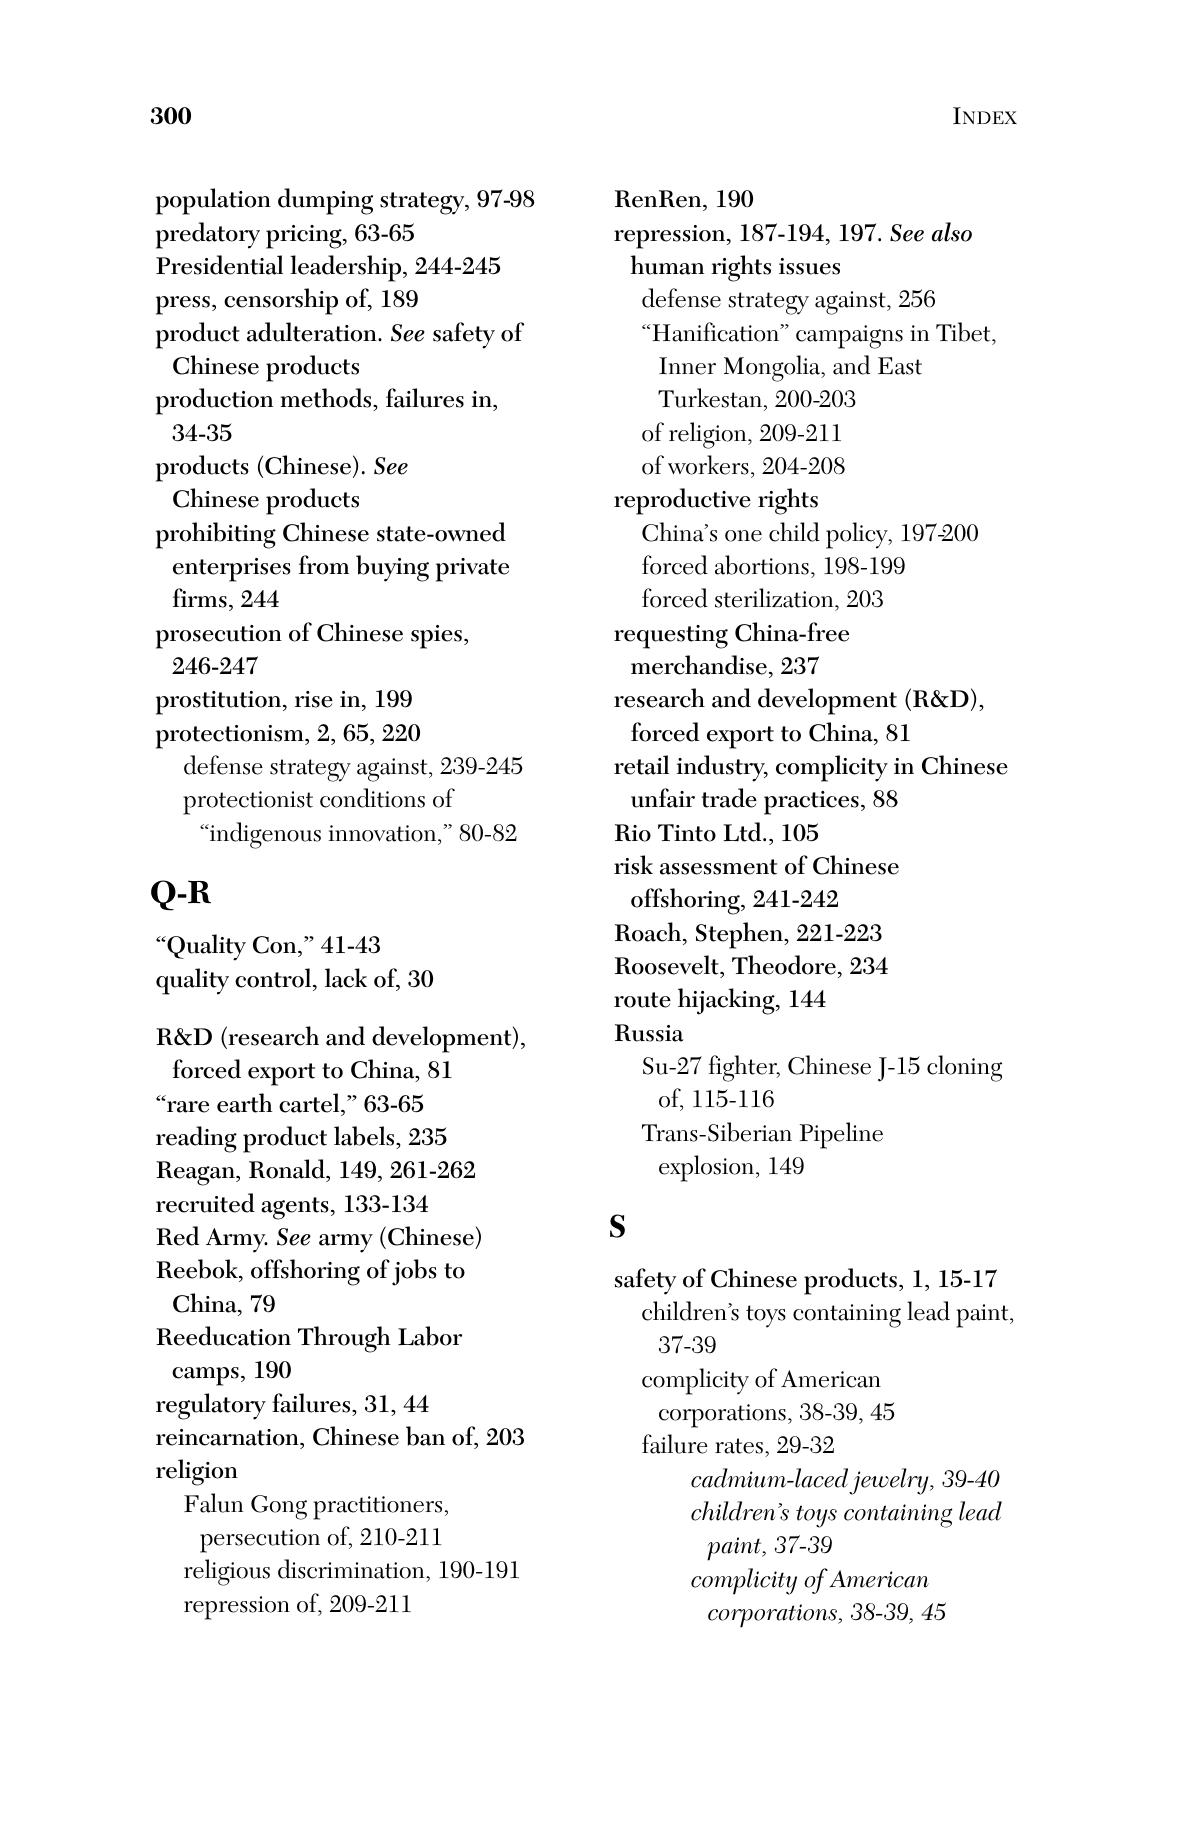 300
INDEX
population dumping strategy, 97-98
predatory pricing, 63-65
Presidential leadership, 244-245
press, censorship of, 189
product adulteration. See safety of
Chinese products
production methods, failures in,
34-35
products (Chinese). See
Chinese products
prohibiting Chinese state-owned
enterprises from buying private
firms, 244
prosecution of Chinese spies,
246-247
prostitution, rise in, 199
protectionism, 2, 65, 220
defense strategy against, 239-245
protectionist conditions of
“indigenous innovation,” 80-82
Q-R
“Quality Con,” 41-43
quality control, lack of, 30
R&D (research and development),
forced export to China, 81
“rare earth cartel,” 63-65
reading product labels, 235
Reagan, Ronald, 149, 261-262
recruited agents, 133-134
Red Army. See army (Chinese)
Reebok, offshoring of jobs to
China, 79
Reeducation Through Labor
camps, 190
regulatory failures, 31, 44
reincarnation, Chinese ban of, 203
religion
Falun Gong practitioners,
persecution of, 210-211
religious discrimination, 190-191
repression of, 209-211
RenRen, 190
repression, 187-194, 197. See also
human rights issues
defense strategy against, 256
“Hanification” campaigns in Tibet,
Inner Mongolia, and East
Turkestan, 200-203
of religion, 209-211
of workers, 204-208
reproductive rights
China’s one child policy, 197-200
forced abortions, 198-199
forced sterilization, 203
requesting China-free
merchandise, 237
research and development (R&D),
forced export to China, 81
retail industry, complicity in Chinese
unfair trade practices, 88
Rio Tinto Ltd., 105
risk assessment of Chinese
offshoring, 241-242
Roach, Stephen, 221-223
Roosevelt, Theodore, 234
route hijacking, 144
Russia
Su-27 fighter, Chinese J-15 cloning
of, 115-116
Trans-Siberian Pipeline
explosion, 149
S
safety of Chinese products, 1, 15-17
children’s toys containing lead paint,
37-39
complicity of American
corporations, 38-39, 45
failure rates, 29-32
cadmium-laced jewelry, 39-40
children’s toys containing lead
paint, 37-39
complicity of American
corporations, 38-39, 45